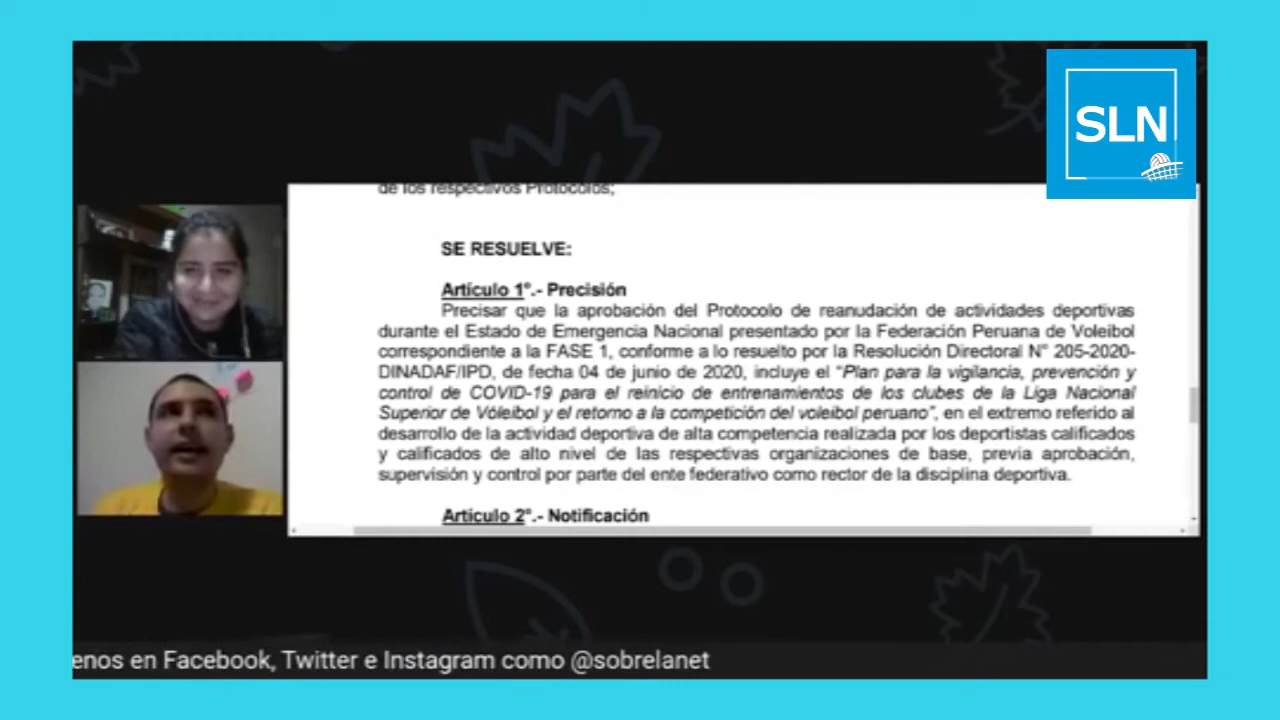 SLN
de los respectivos Protocolos;
SE RESUELVE:
Artículo 1°.- Precisión
Precisar que la aprobación del Protocolo de reanudación de actividades deportivas
durante el Estado de Emergencia Nacional presentado por la Federación Peruana de Voleibol
correspondiente a la FASE 1, conforme a lo resuelto por la Resolución Directoral N° 205-2020-
DINADAF/IPD, de fecha 04 de junio de 2020, incluye el “Plan para la vigilancia, prevención y
control de COVID-19 para el reinicio de entrenamientos de los clubes de la Liga Nacional
Superior de Vóleibol y el retorno a la competición del voleibol peruano”, en el extremo referido al
desarrollo de la actividad deportiva de alta competencia realizada por los deportistas calificados
y calificados de alto nivel de las respectivas organizaciones de base, previa aprobación,
supervisión y control por parte del ente federativo como rector de la disciplina deportiva.
Artículo 2°.- Notificación
enos en Facebook, Twitter e Instagram como @sobrelanet